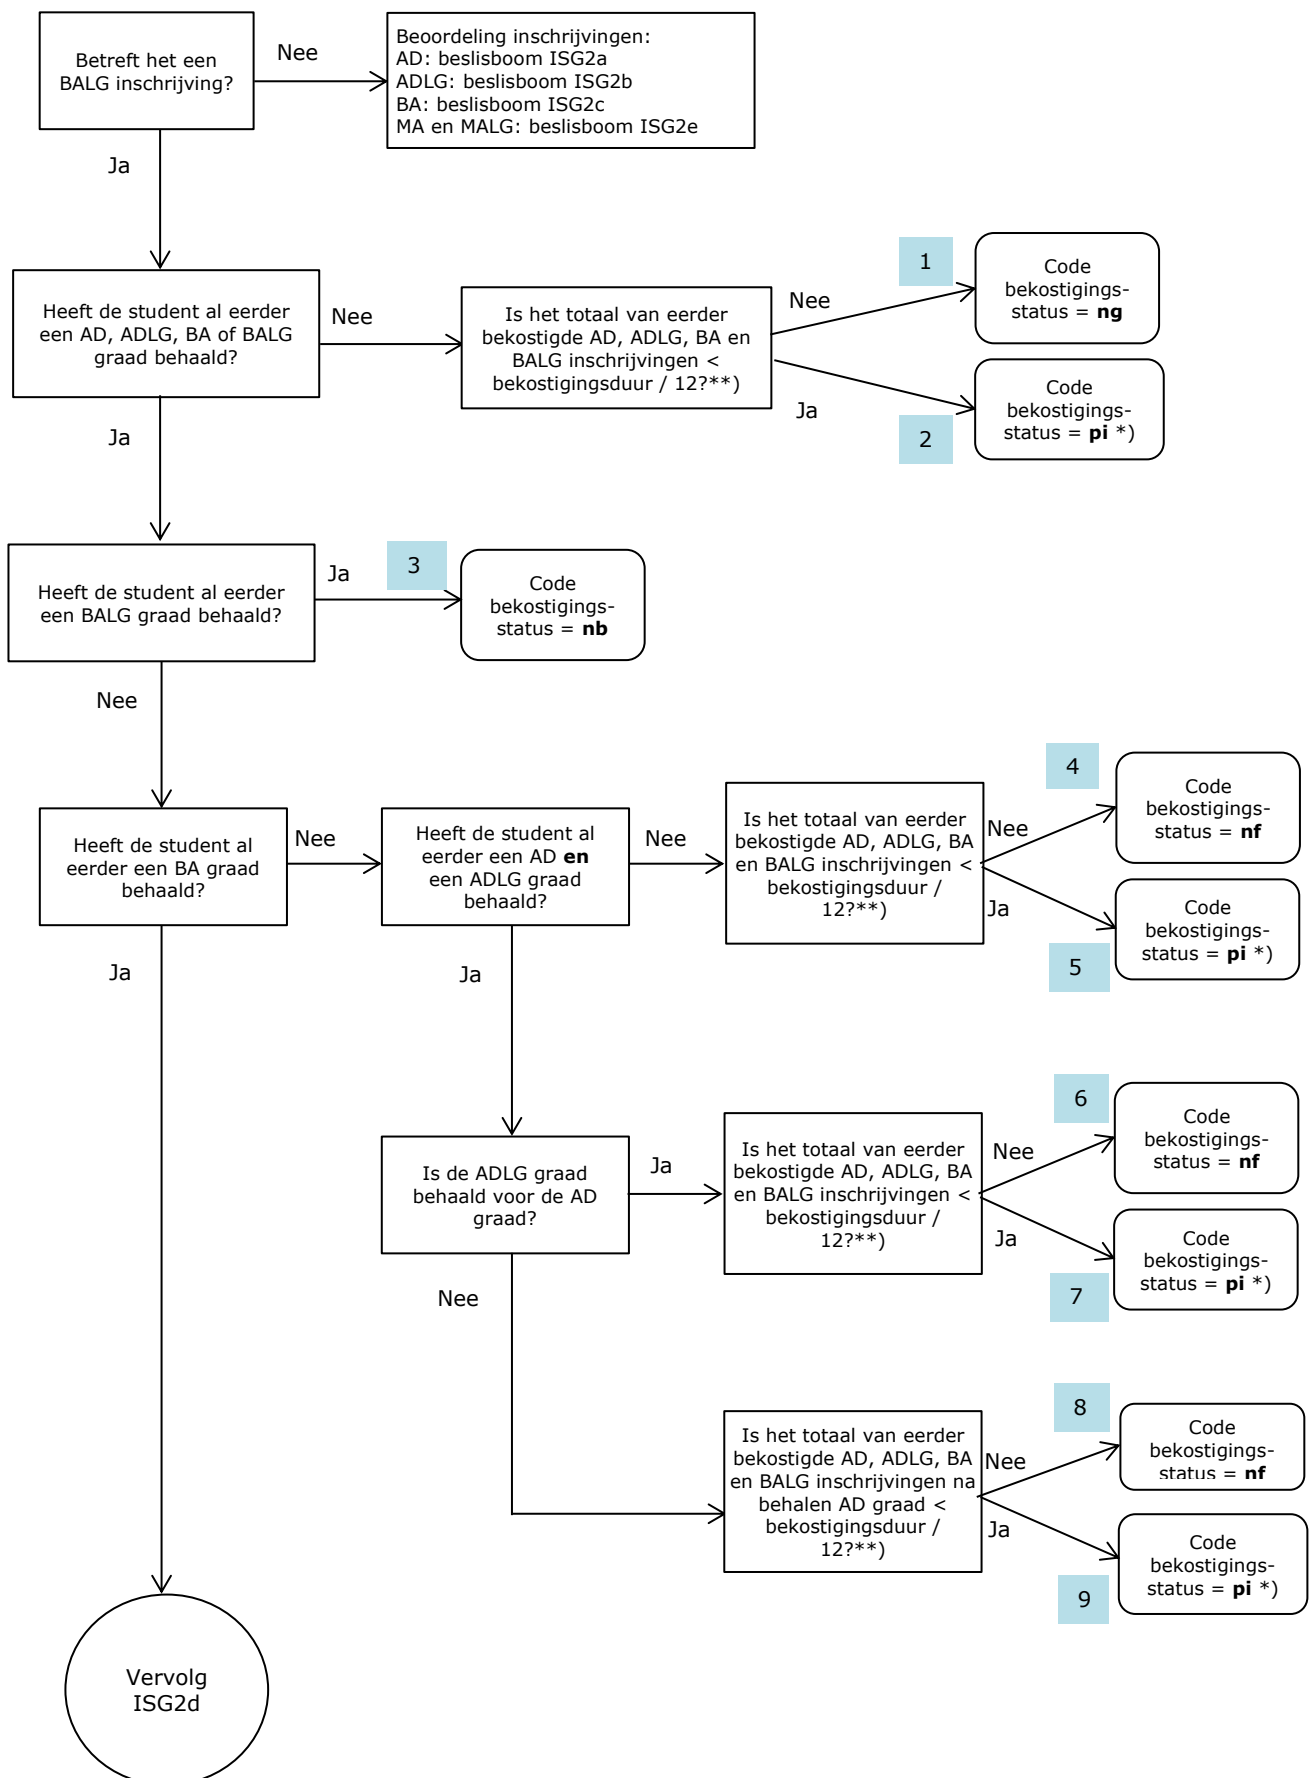 Betreft het een
BALG inschrijving?
Nee
Beoordeling inschrijvingen:
AD: beslisboom ISG2a
ADLG: beslisboom ISG2b
BA: beslisboom ISG2c
MA en MALG: beslisboom ISG2e
Ja
Heeft de student al eerder
een AD, ADLG, BA of BALG
graad behaald?
Nee
Is het totaal van eerder
bekostigde AD, ADLG, BA en
BALG inschrijvingen <
bekostigingsduur / 12?**)
Nee
1
Code
bekostigings-
status = ng
Ja
2
Code
bekostigings-
status = pi *)
Ja
Heeft de student al eerder
een BALG graad behaald?
Ja
3
Code
bekostigings-
status = nb
Nee
Heeft de student al
eerder een BA graad
behaald?
Nee
Heeft de student al
eerder een AD en
een ADLG graad
behaald?
Nee
Is het totaal van eerder
bekostigde AD, ADLG, BA
en BALG inschrijvingen <
bekostigingsduur /
12?**)
Nee
4
Code
bekostigings-
status = nf
Ja
5
Code
bekostigings-
status = pi *)
Ja
Ja
Is de ADLG graad
behaald voor de AD
graad?
Ja
Is het totaal van eerder
bekostigde AD, ADLG, BA
en BALG inschrijvingen <
bekostigingsduur /
12?**)
Nee
6
Code
bekostigings-
status = nf
Ja
7
Code
bekostigings-
status = pi *)
Nee
Is het totaal van eerder
bekostigde AD, ADLG, BA
en BALG inschrijvingen na
behalen AD graad <
bekostigingsduur /
12?**)
Nee
8
Code
bekostigings-
status = nf
Ja
9
Code
bekostigings-
status = pi *)
Vervolg
ISG2d